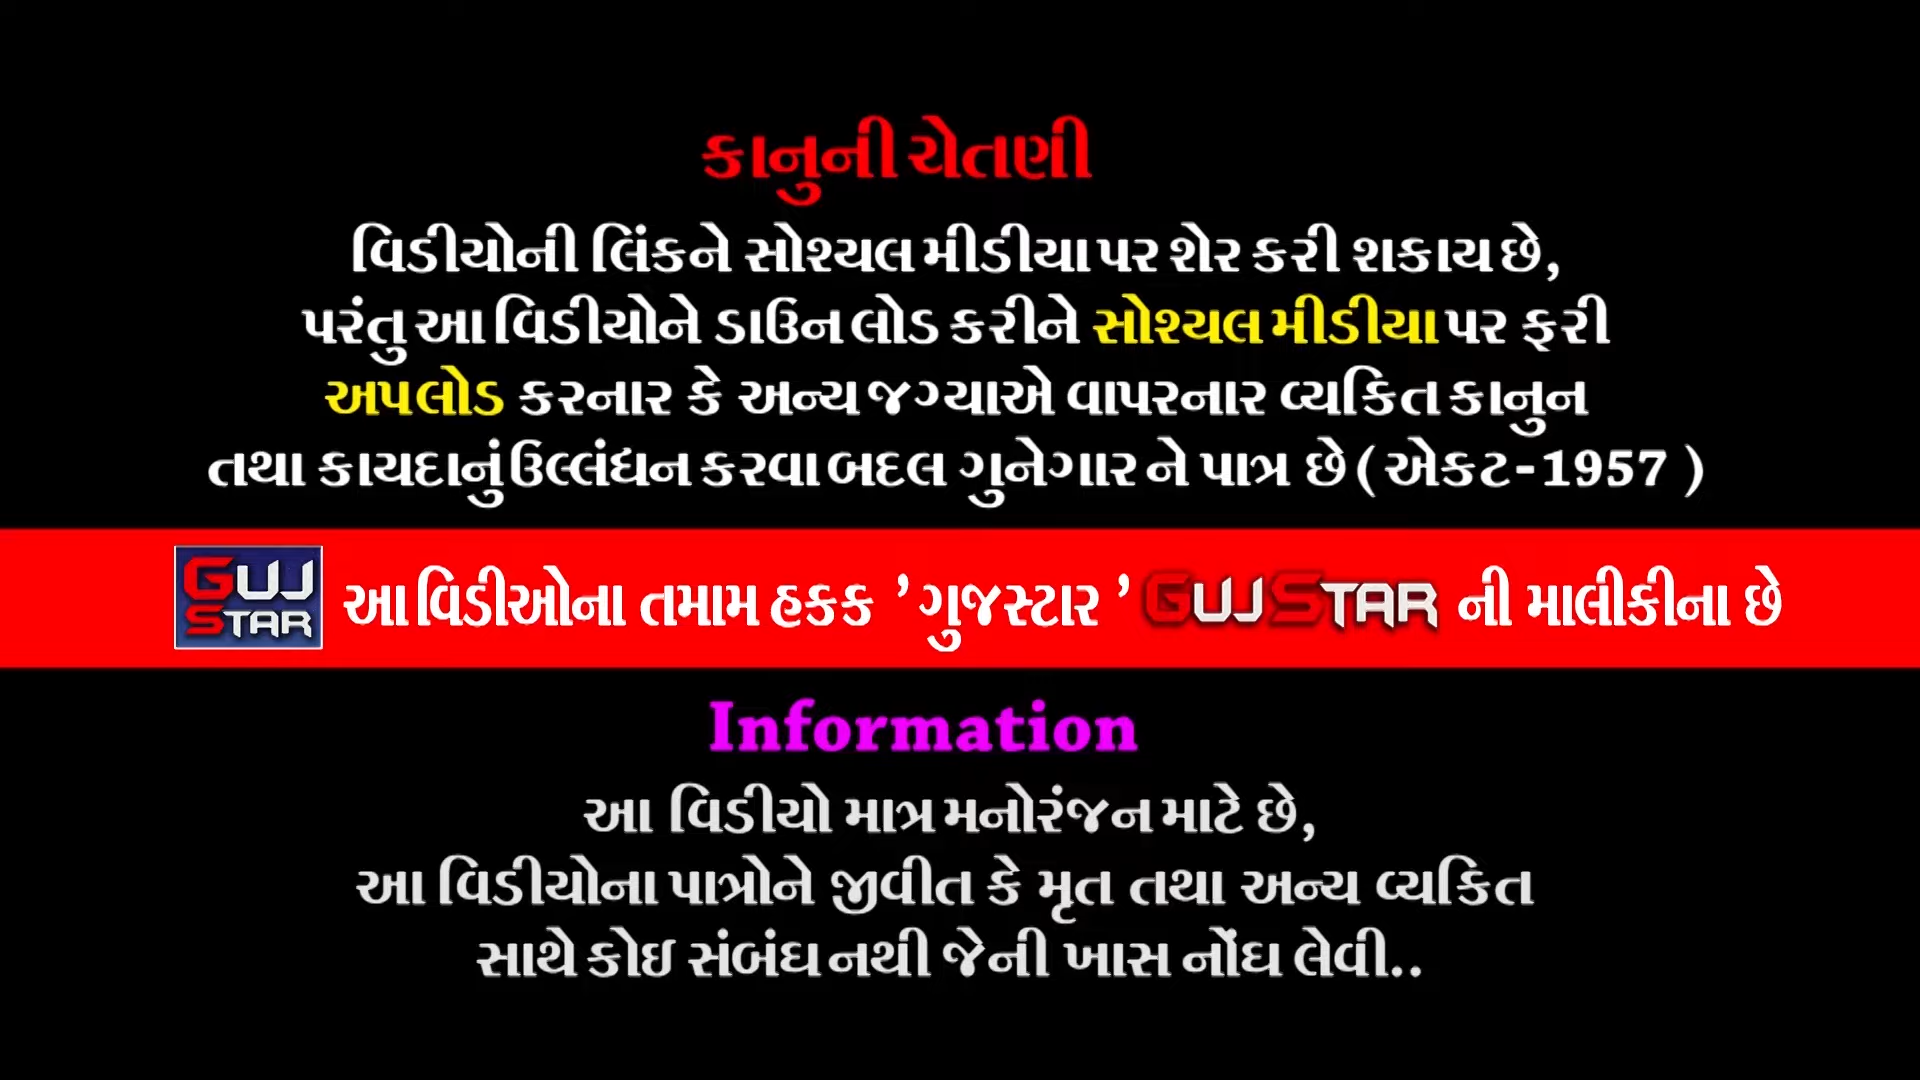 કાનુની ચેતણી
વિડીયોની લિંકને સોશ્યલ મીડીયા પર શેર કરી શકાય છે,
પરંતુ આ વિડીયોને ડાઉન લોડ કરીને સોશ્યલ મીડીયા પર ફરી
અપલોડ કરનાર કે અન્ય જગ્યાએ વાપરનાર વ્યકિત કાનુન
તથા કાયદાનું ઉલ્લંઘન કરવા બદલ ગુનેગાર ને પાત્ર છે ( એકટ-1957 )
GUJ STAR આ વિડીઓના તમામ હકક ’ ગુજસ્ટાર ’ GUJ STAR ની માલીકીના છે
Information
આ વિડીયો માત્ર મનોરંજન માટે છે,
આ વિડીયોના પાત્રોને જીવીત કે મૃત તથા અન્ય વ્યકિત
સાથે કોઇ સંબંઘ નથી જેની ખાસ નોંઘ લેવી..